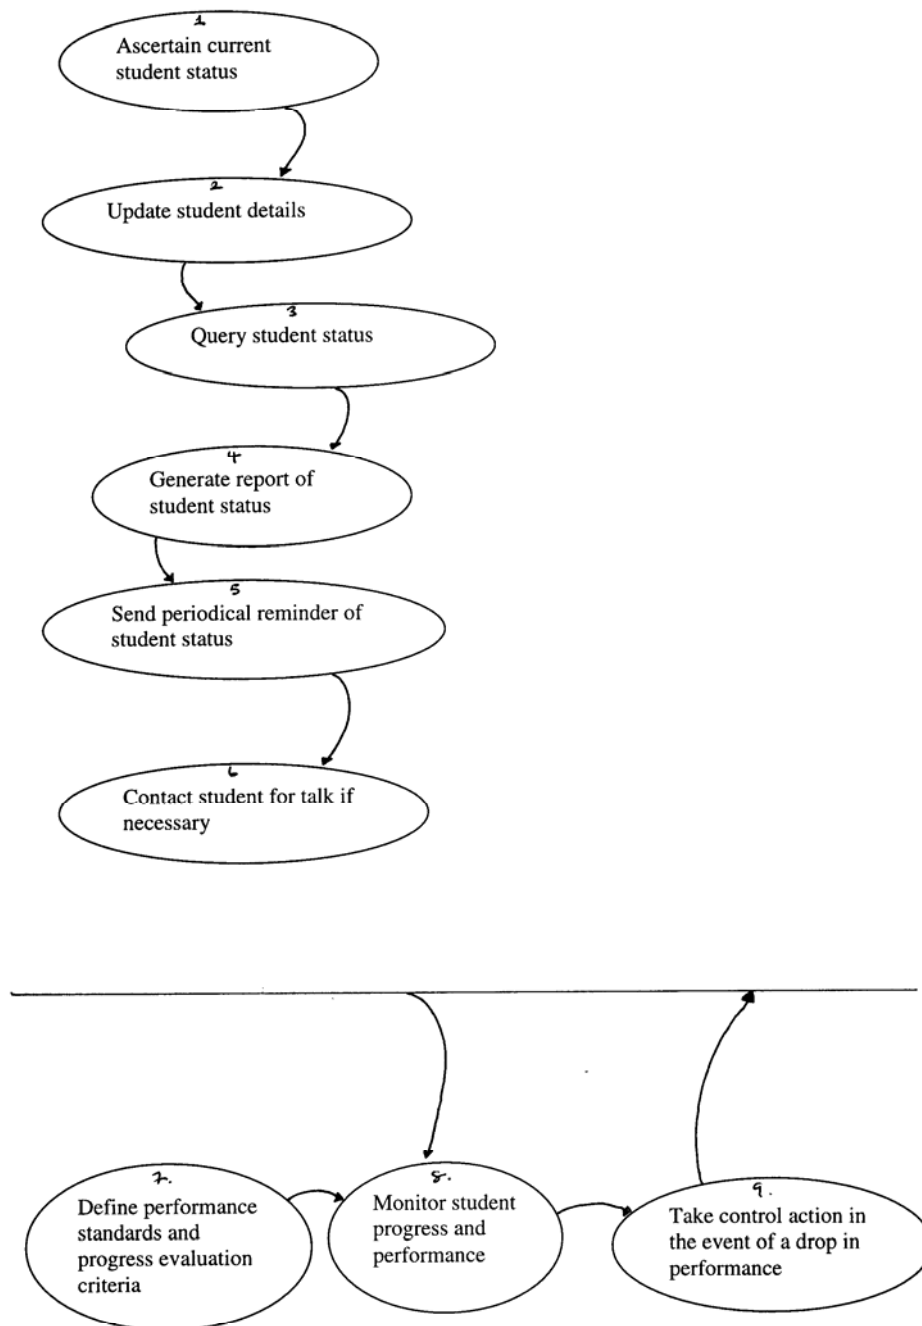 1
Ascertain current
student status
2
Update student details
3
Query student status
4
Generate report of
student status
5
Send periodical reminder of
student status
6
Contact student for talk if
necessary
7.
Define performance
standards and
progress evaluation
criteria
8.
Monitor student
progress and
performance
9.
Take control action in
the event of a drop in
performance